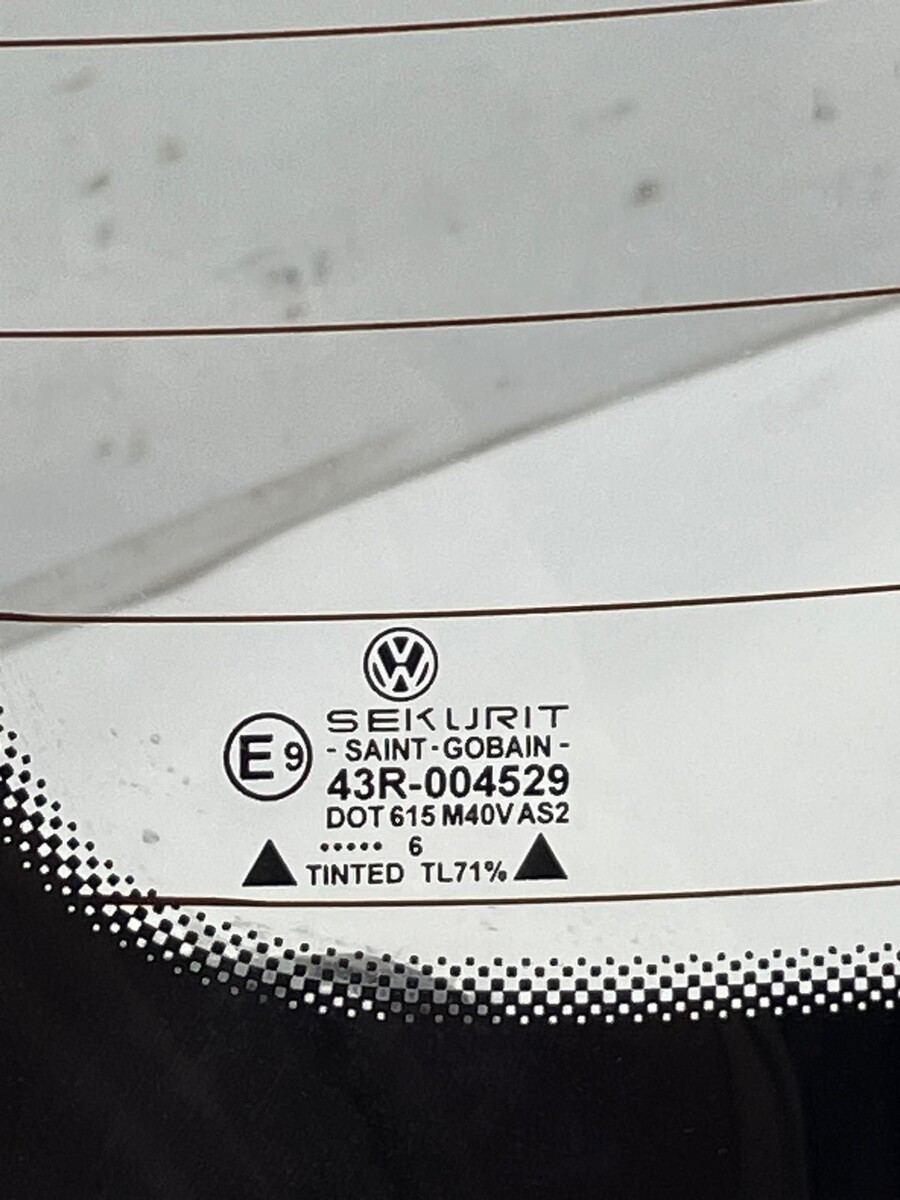 SEKURIT
E9
- SAINT-GOBAIN -
43R-004529
DOT 615 M40V AS2
••••• 6
TINTED TL71%